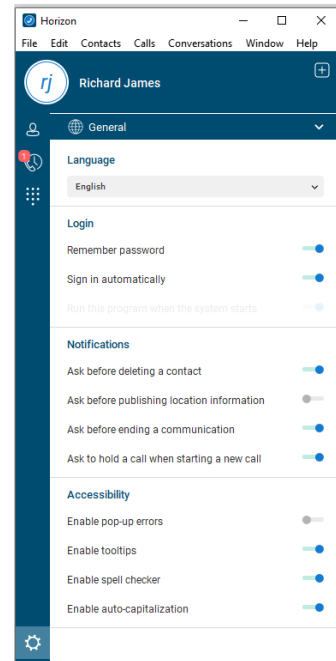 Horizon
File Edit Contacts Calls Conversations Window Help
rj Richard James
General
Language
English
Login
Remember password
Sign in automatically
Run this program when the system starts
Notifications
Ask before deleting a contact
Ask before publishing location information
Ask before ending a communication
Ask to hold a call when starting a new call
Accessibility
Enable pop-up errors
Enable tooltips
Enable spell checker
Enable auto-capitalization
1